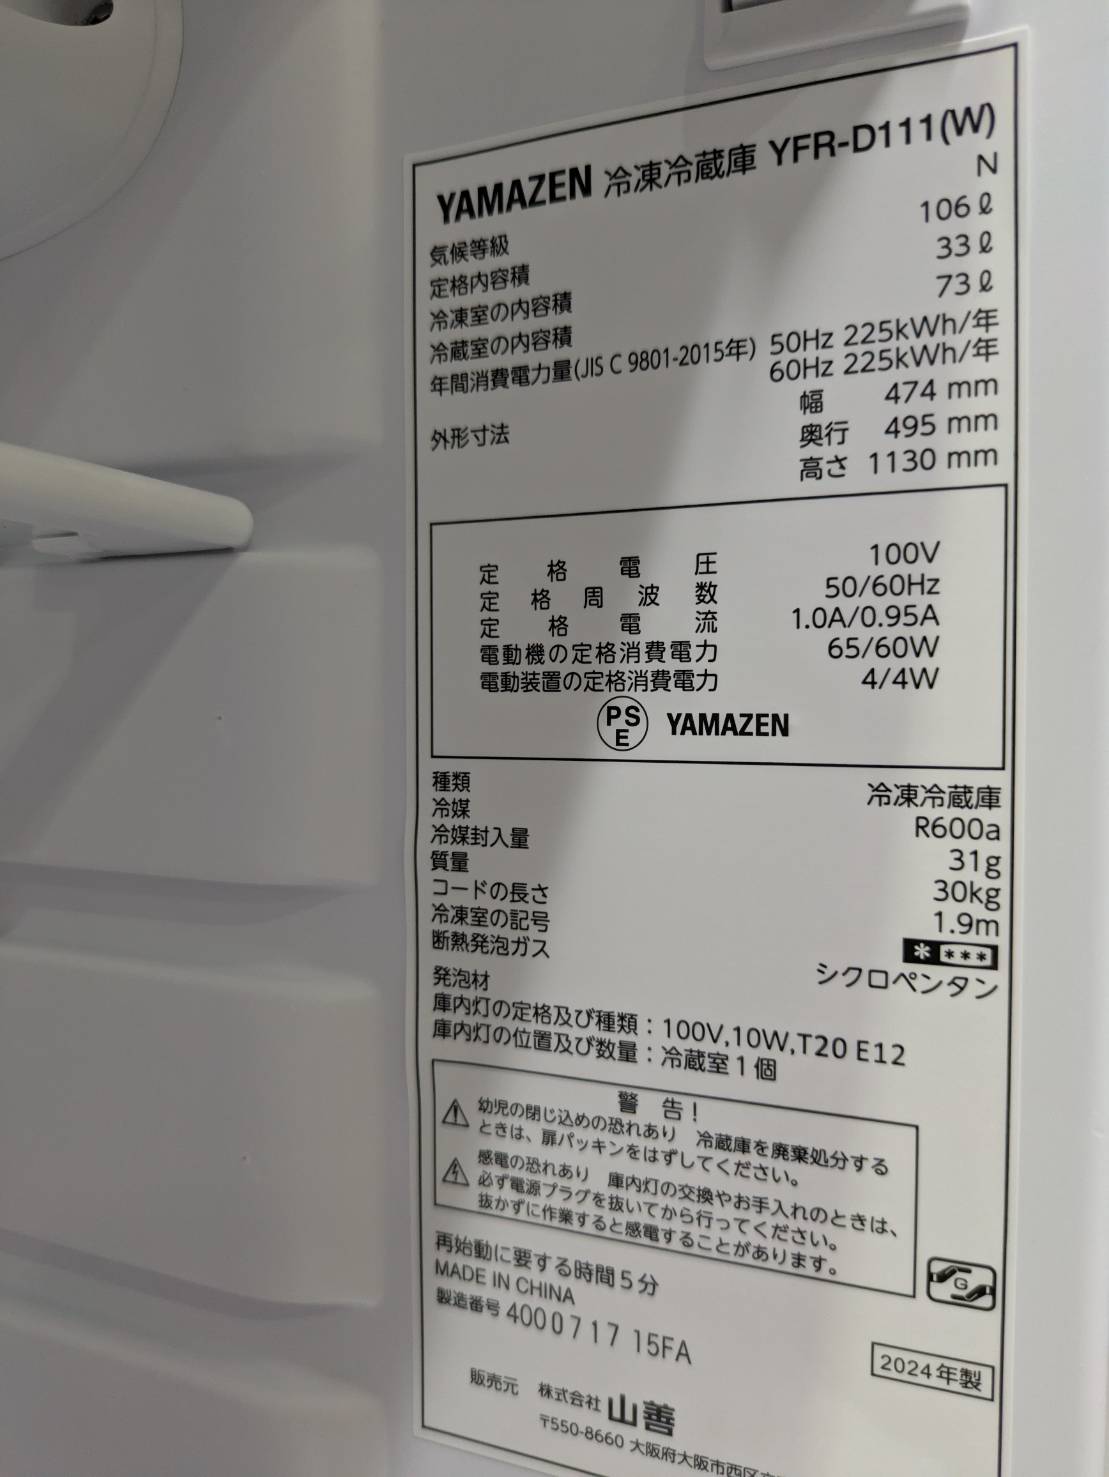 YAMAZEN 冷凍冷蔵庫 YFR-D111(W)
気候等級 N
定格内容積 106ℓ
冷凍室の内容積 33ℓ
冷蔵室の内容積 73ℓ
年間消費電力量(JIS C 9801-2015年) 50Hz 225kWh/年
60Hz 225kWh/年
外形寸法 幅 474 mm
奥行 495 mm
高さ 1130 mm
定格電圧 100V
定格周波数 50/60Hz
定格電流 1.0A/0.95A
電動機の定格消費電力 65/60W
電動装置の定格消費電力 4/4W
PSE YAMAZEN
種類 冷凍冷蔵庫
冷媒 R600a
冷媒封入量 31g
質量 30kg
コードの長さ 1.9m
冷凍室の記号 * ***
断熱発泡ガス シクロペンタン
発泡材
庫内灯の定格及び種類：100V,10W,T20 E12
庫内灯の位置及び数量：冷蔵室1個
警告！
幼児の閉じ込めの恐れあり 冷蔵庫を廃棄処分する
ときは、扉パッキンをはずしてください。
感電の恐れあり 庫内灯の交換やお手入れのときは、
必ず電源プラグを抜いてから行ってください。
抜かずに作業すると感電することがあります。
再始動に要する時間5分
MADE IN CHINA
G
製造番号 4000717 15FA
2024年製
販売元 株式会社 山善
〒550-8660 大阪府大阪市西区